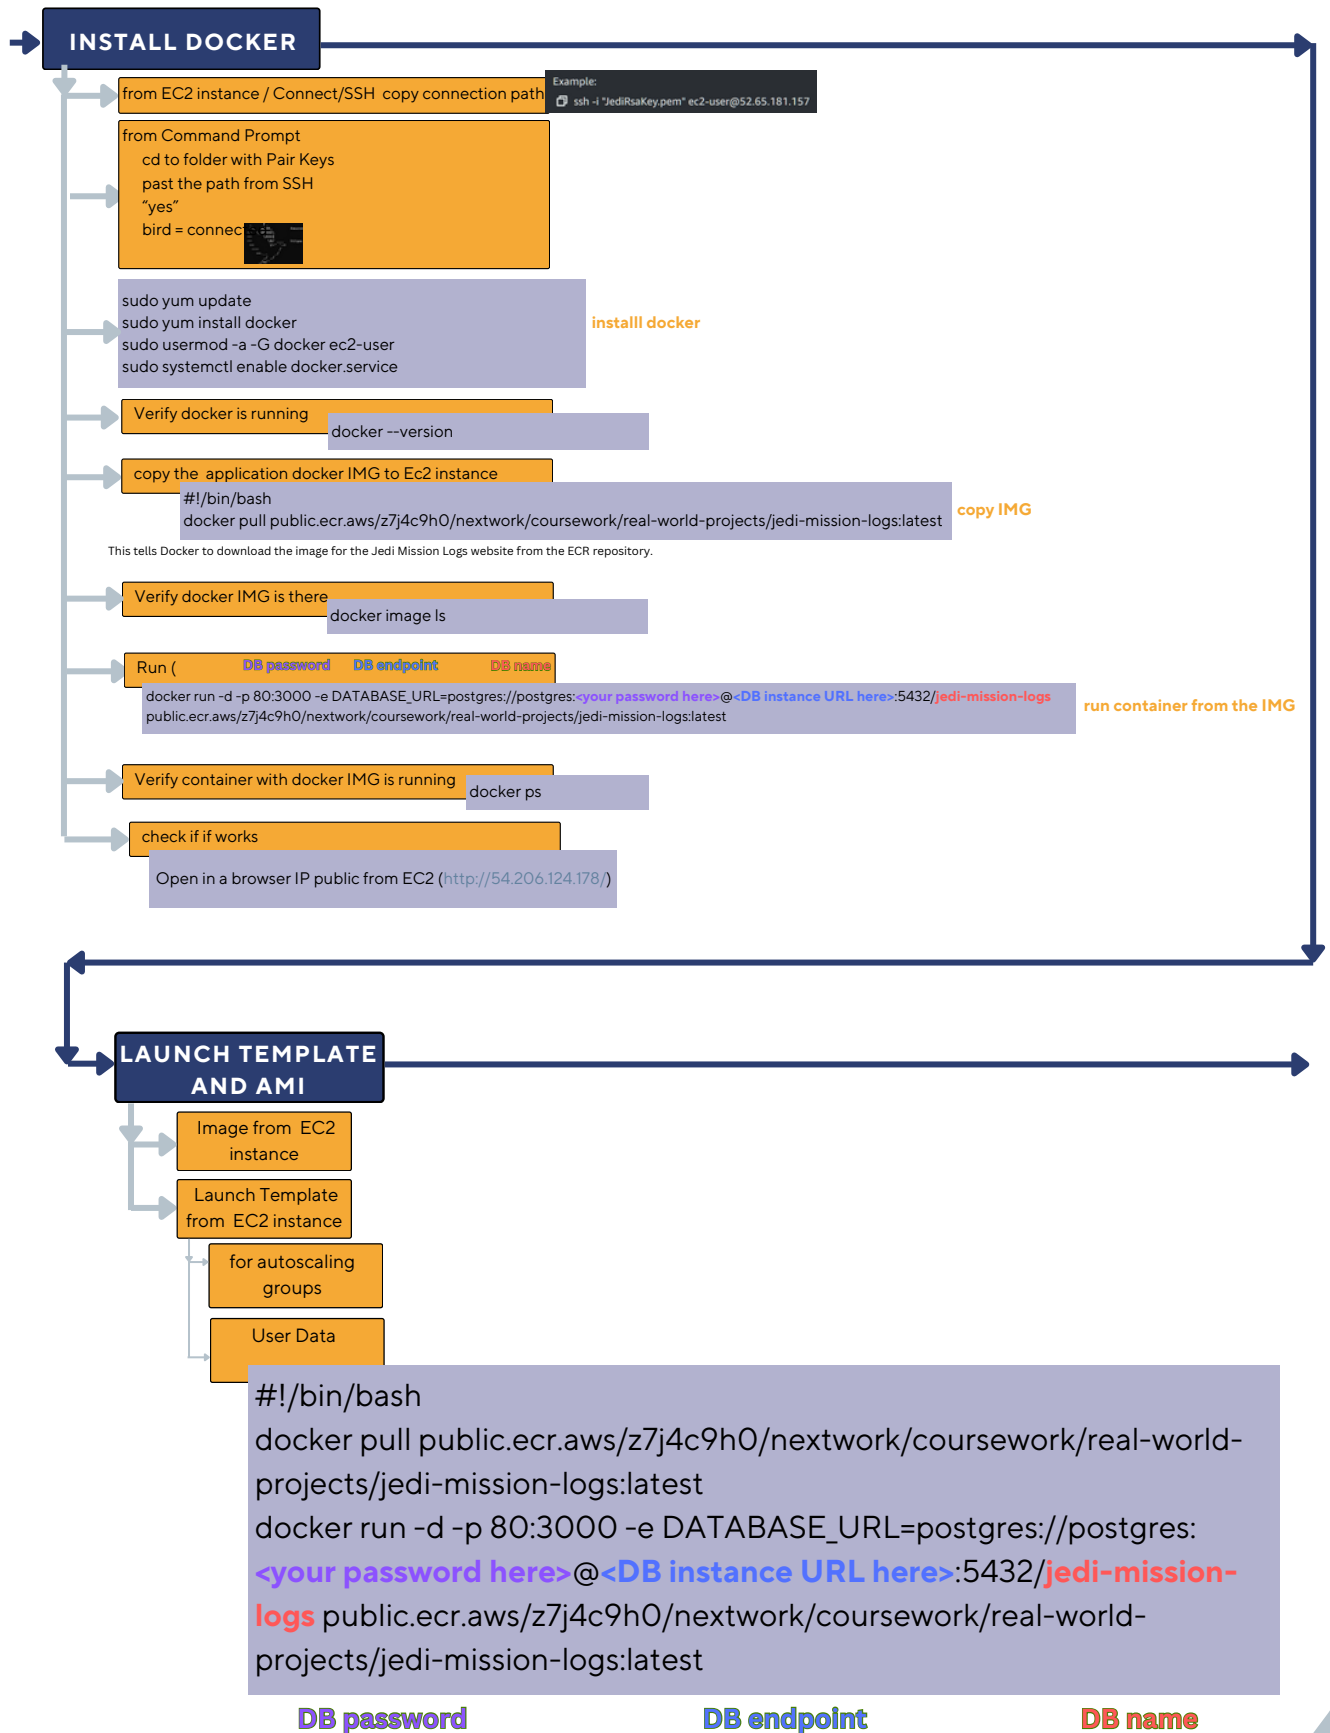 INSTALL DOCKER
from EC2 instance / Connect/SSH copy connection path
Example:
ssh -i "JediRsaKey.pem" ec2-user@52.65.181.157
from Command Prompt
cd to folder with Pair Keys
past the path from SSH
“yes”
bird = connected
sudo yum update
sudo yum install docker
sudo usermod -a -G docker ec2-user
sudo systemctl enable docker.service
installl docker
Verify docker is running
docker --version
copy the application docker IMG to Ec2 instance
#!/bin/bash
docker pull public.ecr.aws/z7j4c9h0/nextwork/coursework/real-world-projects/jedi-mission-logs:latest
copy IMG
This tells Docker to download the image for the Jedi Mission Logs website from the ECR repository.
Verify docker IMG is there
docker image ls
Run ( DB password DB endpoint DB name
docker run -d -p 80:3000 -e DATABASE_URL=postgres://postgres:<your password here>@<DB instance URL here>:5432/jedi-mission-logs
public.ecr.aws/z7j4c9h0/nextwork/coursework/real-world-projects/jedi-mission-logs:latest
run container from the IMG
Verify container with docker IMG is running
docker ps
check if if works
Open in a browser IP public from EC2 (http://54.206.124.178/)
LAUNCH TEMPLATE
AND AMI
Image from EC2
instance
Launch Template
from EC2 instance
for autoscaling
groups
User Data
#!/bin/bash
docker pull public.ecr.aws/z7j4c9h0/nextwork/coursework/real-world-
projects/jedi-mission-logs:latest
docker run -d -p 80:3000 -e DATABASE_URL=postgres://postgres:
<your password here>@<DB instance URL here>:5432/jedi-mission-
logs public.ecr.aws/z7j4c9h0/nextwork/coursework/real-world-
projects/jedi-mission-logs:latest
DB password DB endpoint DB name